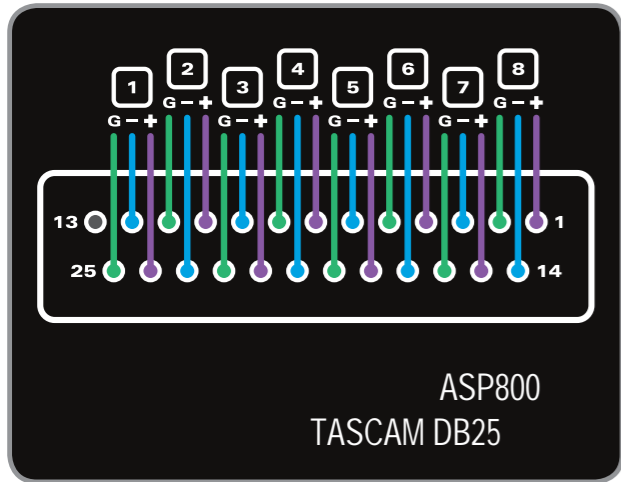 2 4 6 8
1 3 5 7
G − + G − + G − + G − +
G − + G − + G − + G − +
13 1
25 14
ASP800
TASCAM DB25